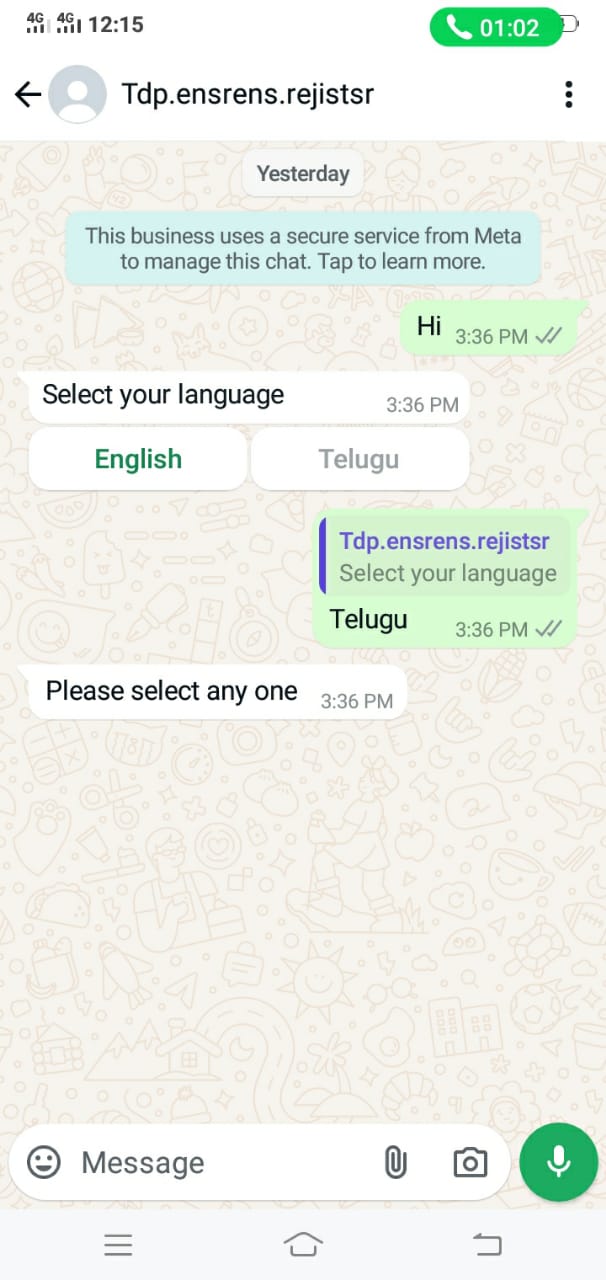 4G 4G 12:15 01:02
Tdp.ensrens.rejistsr
Yesterday
This business uses a secure service from Meta
to manage this chat. Tap to learn more.
Hi 3:36 PM
Select your language 3:36 PM
English Telugu
Tdp.ensrens.rejistsr
Select your language
Telugu 3:36 PM
Please select any one 3:36 PM
Message